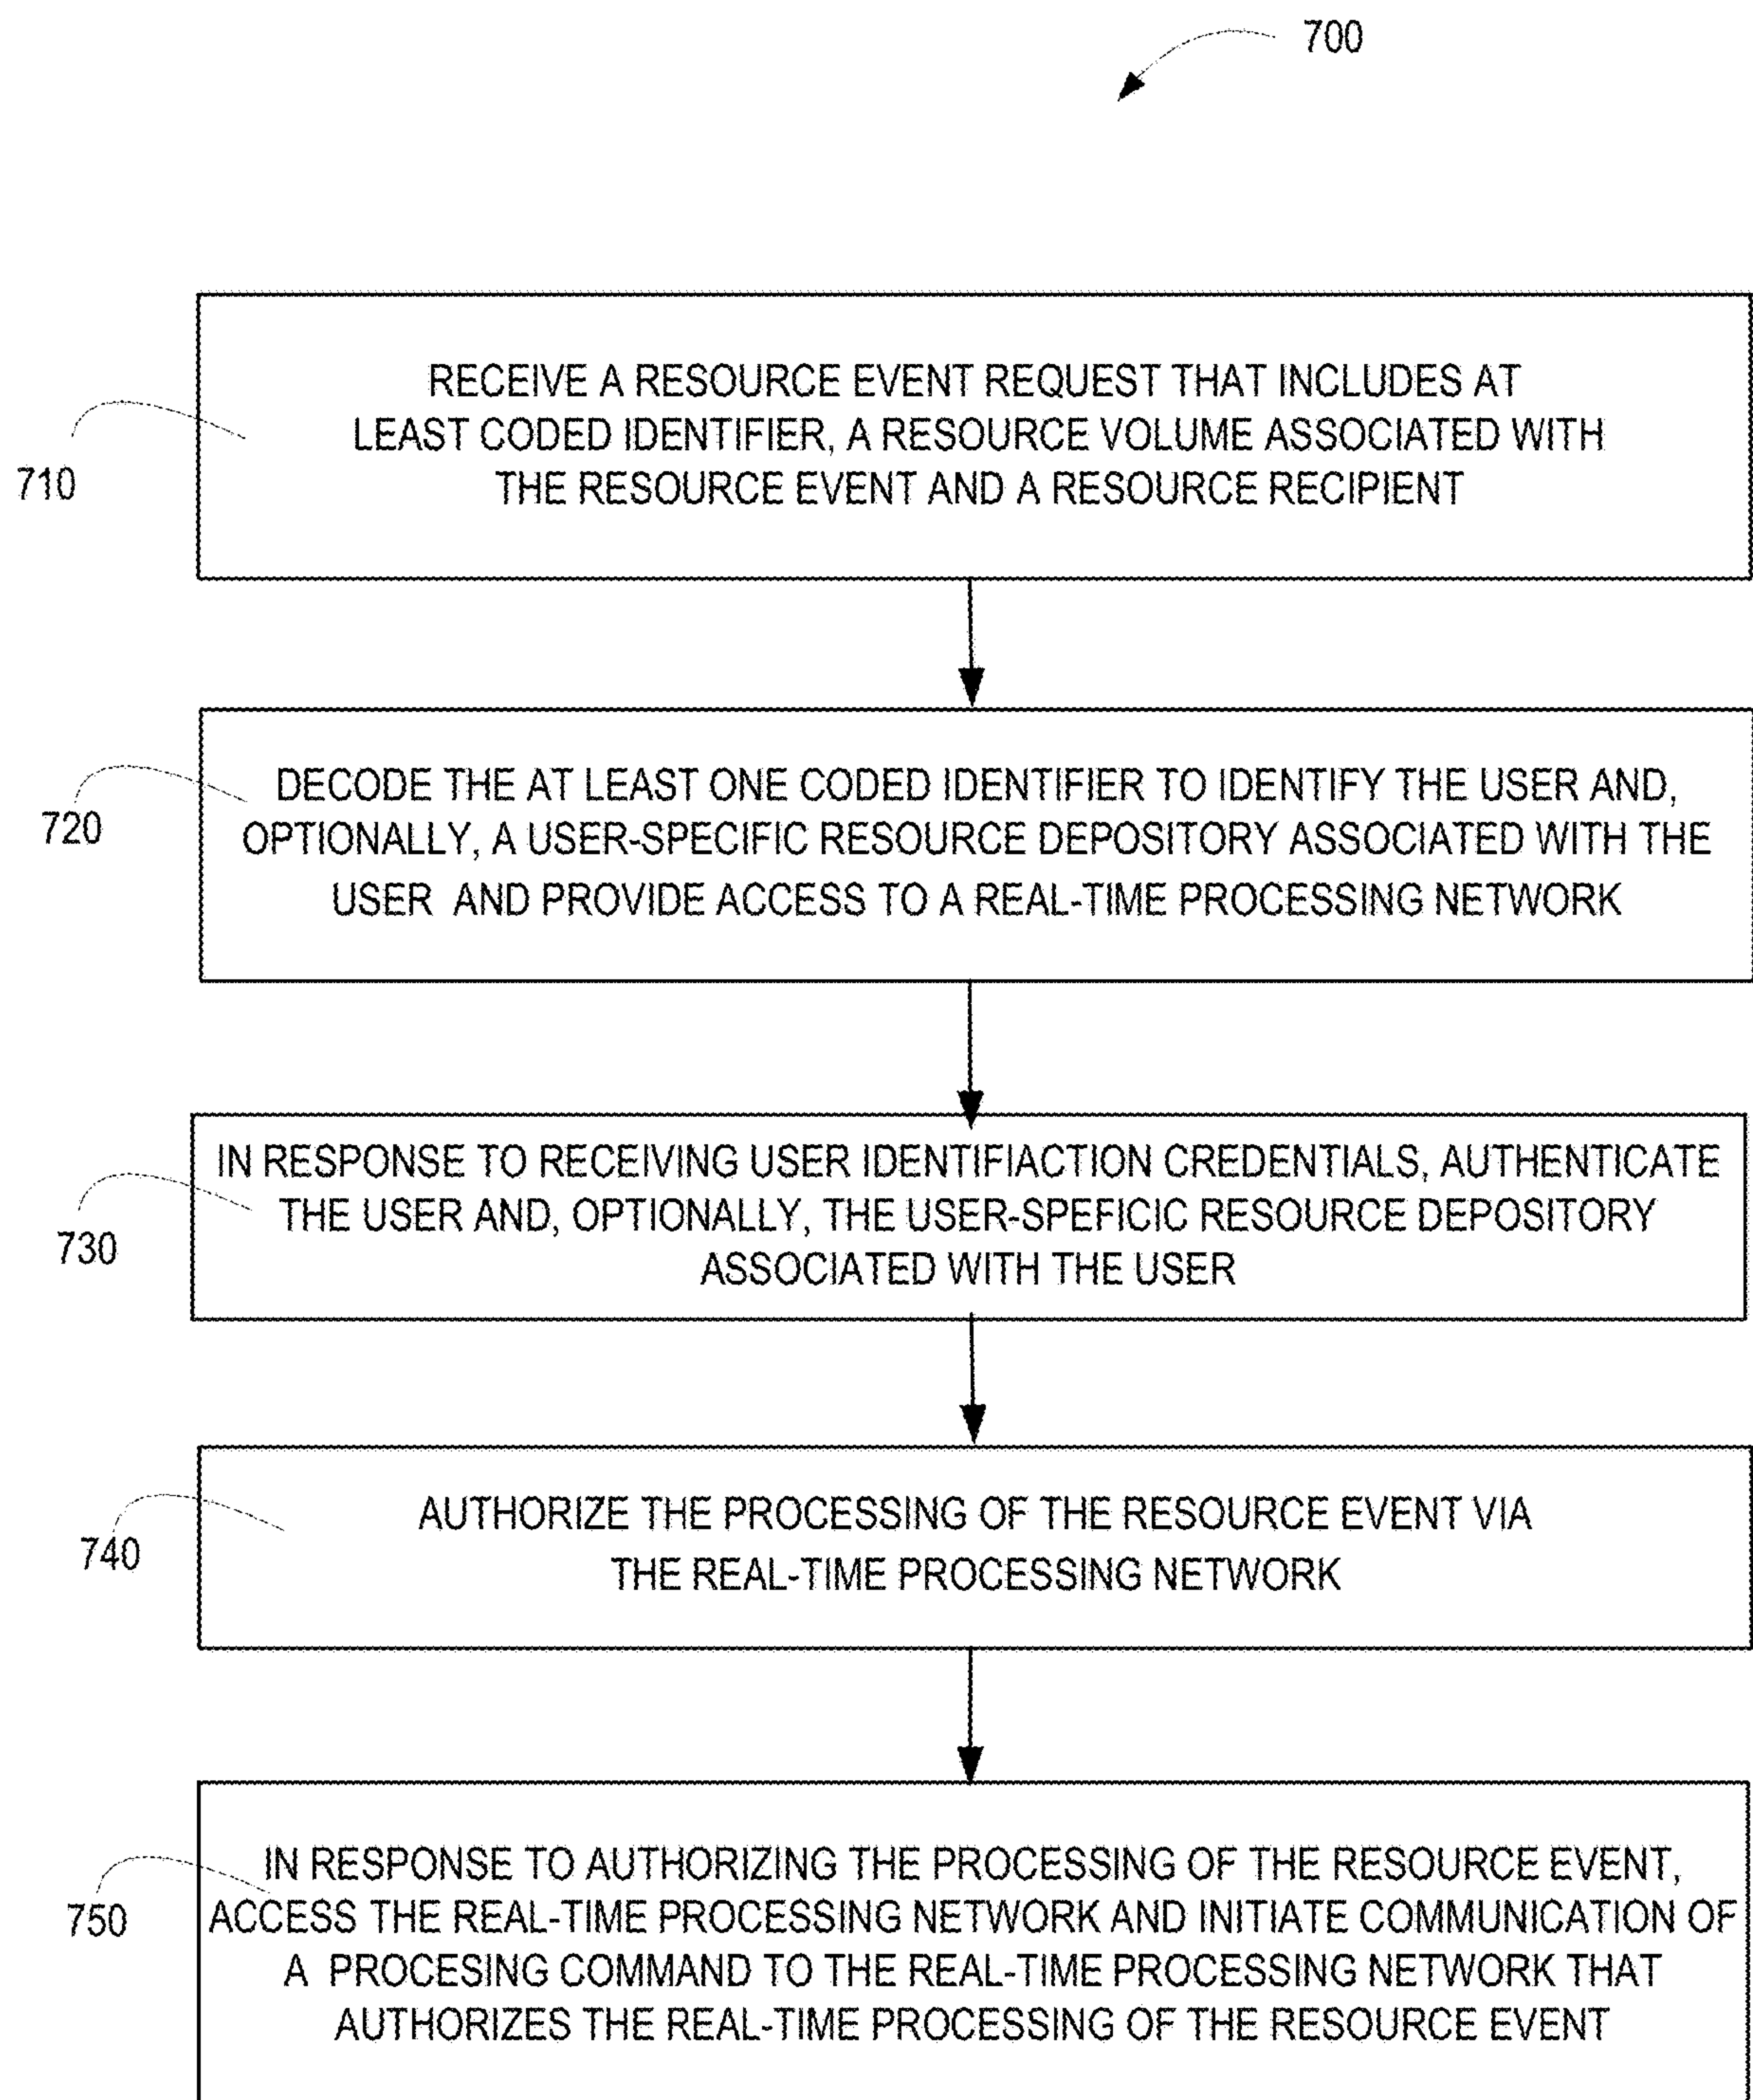 700
RECEIVE A RESOURCE EVENT REQUEST THAT INCLUDES AT
LEAST CODED IDENTIFIER, A RESOURCE VOLUME ASSOCIATED WITH
THE RESOURCE EVENT AND A RESOURCE RECIPIENT
710
DECODE THE AT LEAST ONE CODED IDENTIFIER TO IDENTIFY THE USER AND,
OPTIONALLY, A USER-SPECIFIC RESOURCE DEPOSITORY ASSOCIATED WITH THE
USER AND PROVIDE ACCESS TO A REAL-TIME PROCESSING NETWORK
720
IN RESPONSE TO RECEIVING USER IDENTIFIACTION CREDENTIALS, AUTHENTICATE
THE USER AND, OPTIONALLY, THE USER-SPEFICIC RESOURCE DEPOSITORY
ASSOCIATED WITH THE USER
730
AUTHORIZE THE PROCESSING OF THE RESOURCE EVENT VIA
THE REAL-TIME PROCESSING NETWORK
740
IN RESPONSE TO AUTHORIZING THE PROCESSING OF THE RESOURCE EVENT,
ACCESS THE REAL-TIME PROCESSING NETWORK AND INITIATE COMMUNICATION OF
A PROCESING COMMAND TO THE REAL-TIME PROCESSING NETWORK THAT
AUTHORIZES THE REAL-TIME PROCESSING OF THE RESOURCE EVENT
750